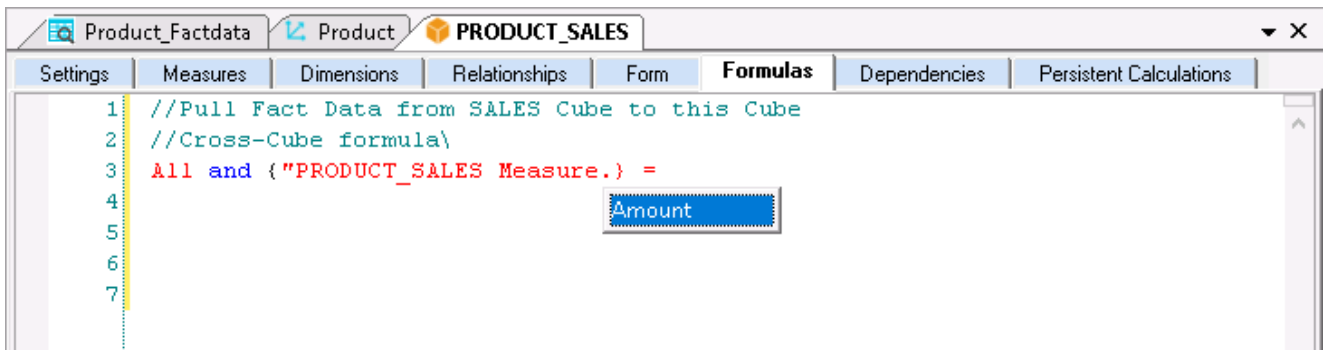 Product_Factdata Product PRODUCT_SALES
Settings Measures Dimensions Relationships Form Formulas Dependencies Persistent Calculations
1 //Pull Fact Data from SALES Cube to this Cube
2 //Cross-Cube formula\
3 All and {"PRODUCT_SALES Measure.} =
4
Amount
5
6
7